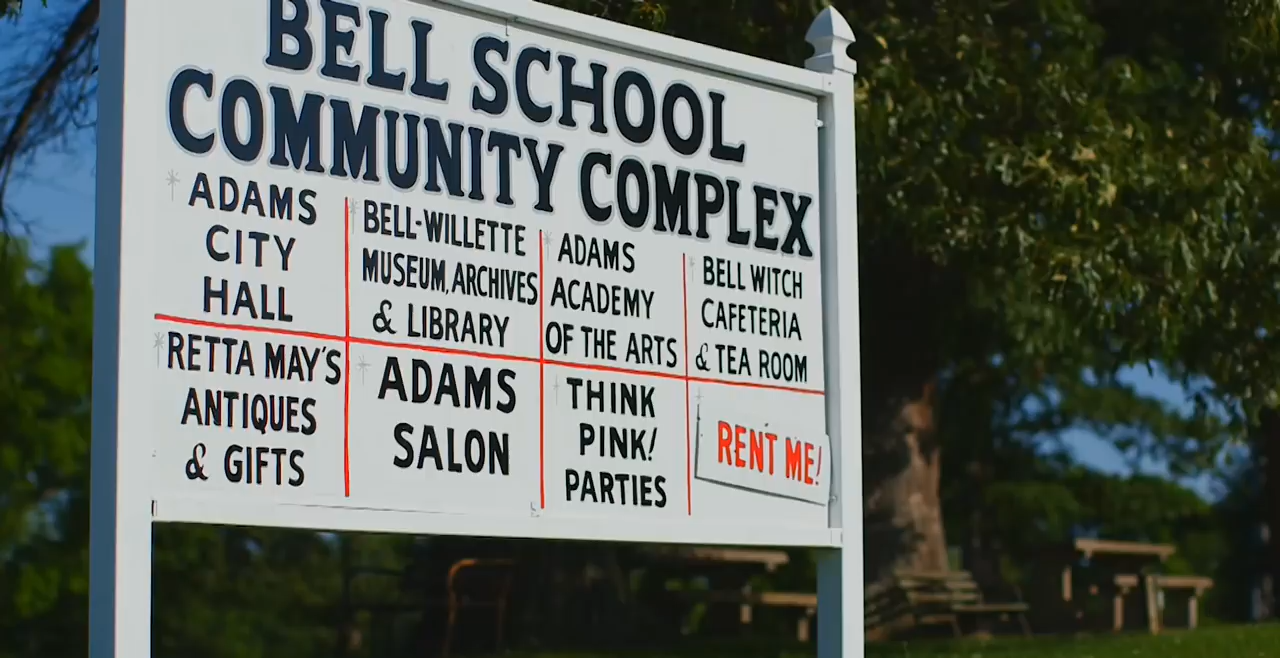 BELL SCHOOL
COMMUNITY COMPLEX
ADAMS
CITY
HALL
BELL-WILLETTE
MUSEUM, ARCHIVES
& LIBRARY
ADAMS
ACADEMY
OF THE ARTS
BELL WITCH
CAFETERIA
& TEA ROOM
RETTA MAY'S
ANTIQUES
& GIFTS
ADAMS
SALON
THINK
PINK!
PARTIES
RENT ME!